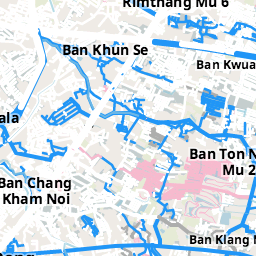 Rimthang Mu 6
Ban Khun Se
Ban Kwua
ala
Ban Ton N
Mu 2
Ban Chang
Kham Noi
Ban Klang